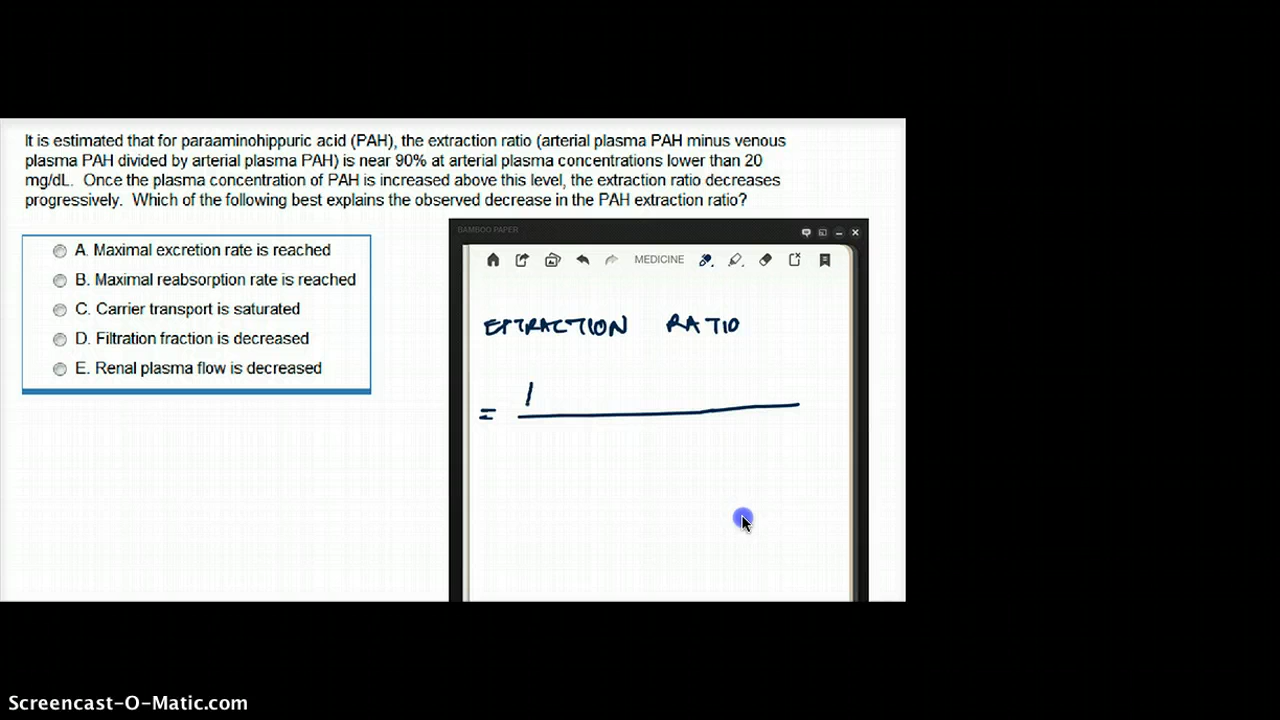 It is estimated that for paraaminohippuric acid (PAH), the extraction ratio (arterial plasma PAH minus venous
plasma PAH divided by arterial plasma PAH) is near 90% at arterial plasma concentrations lower than 20
mg/dL. Once the plasma concentration of PAH is increased above this level, the extraction ratio decreases
progressively. Which of the following best explains the observed decrease in the PAH extraction ratio?
A. Maximal excretion rate is reached
B. Maximal reabsorption rate is reached
C. Carrier transport is saturated
D. Filtration fraction is decreased
E. Renal plasma flow is decreased
BAMBOO PAPER
MEDICINE
EXTRACTION RATIO
=
Screencast-O-Matic.com